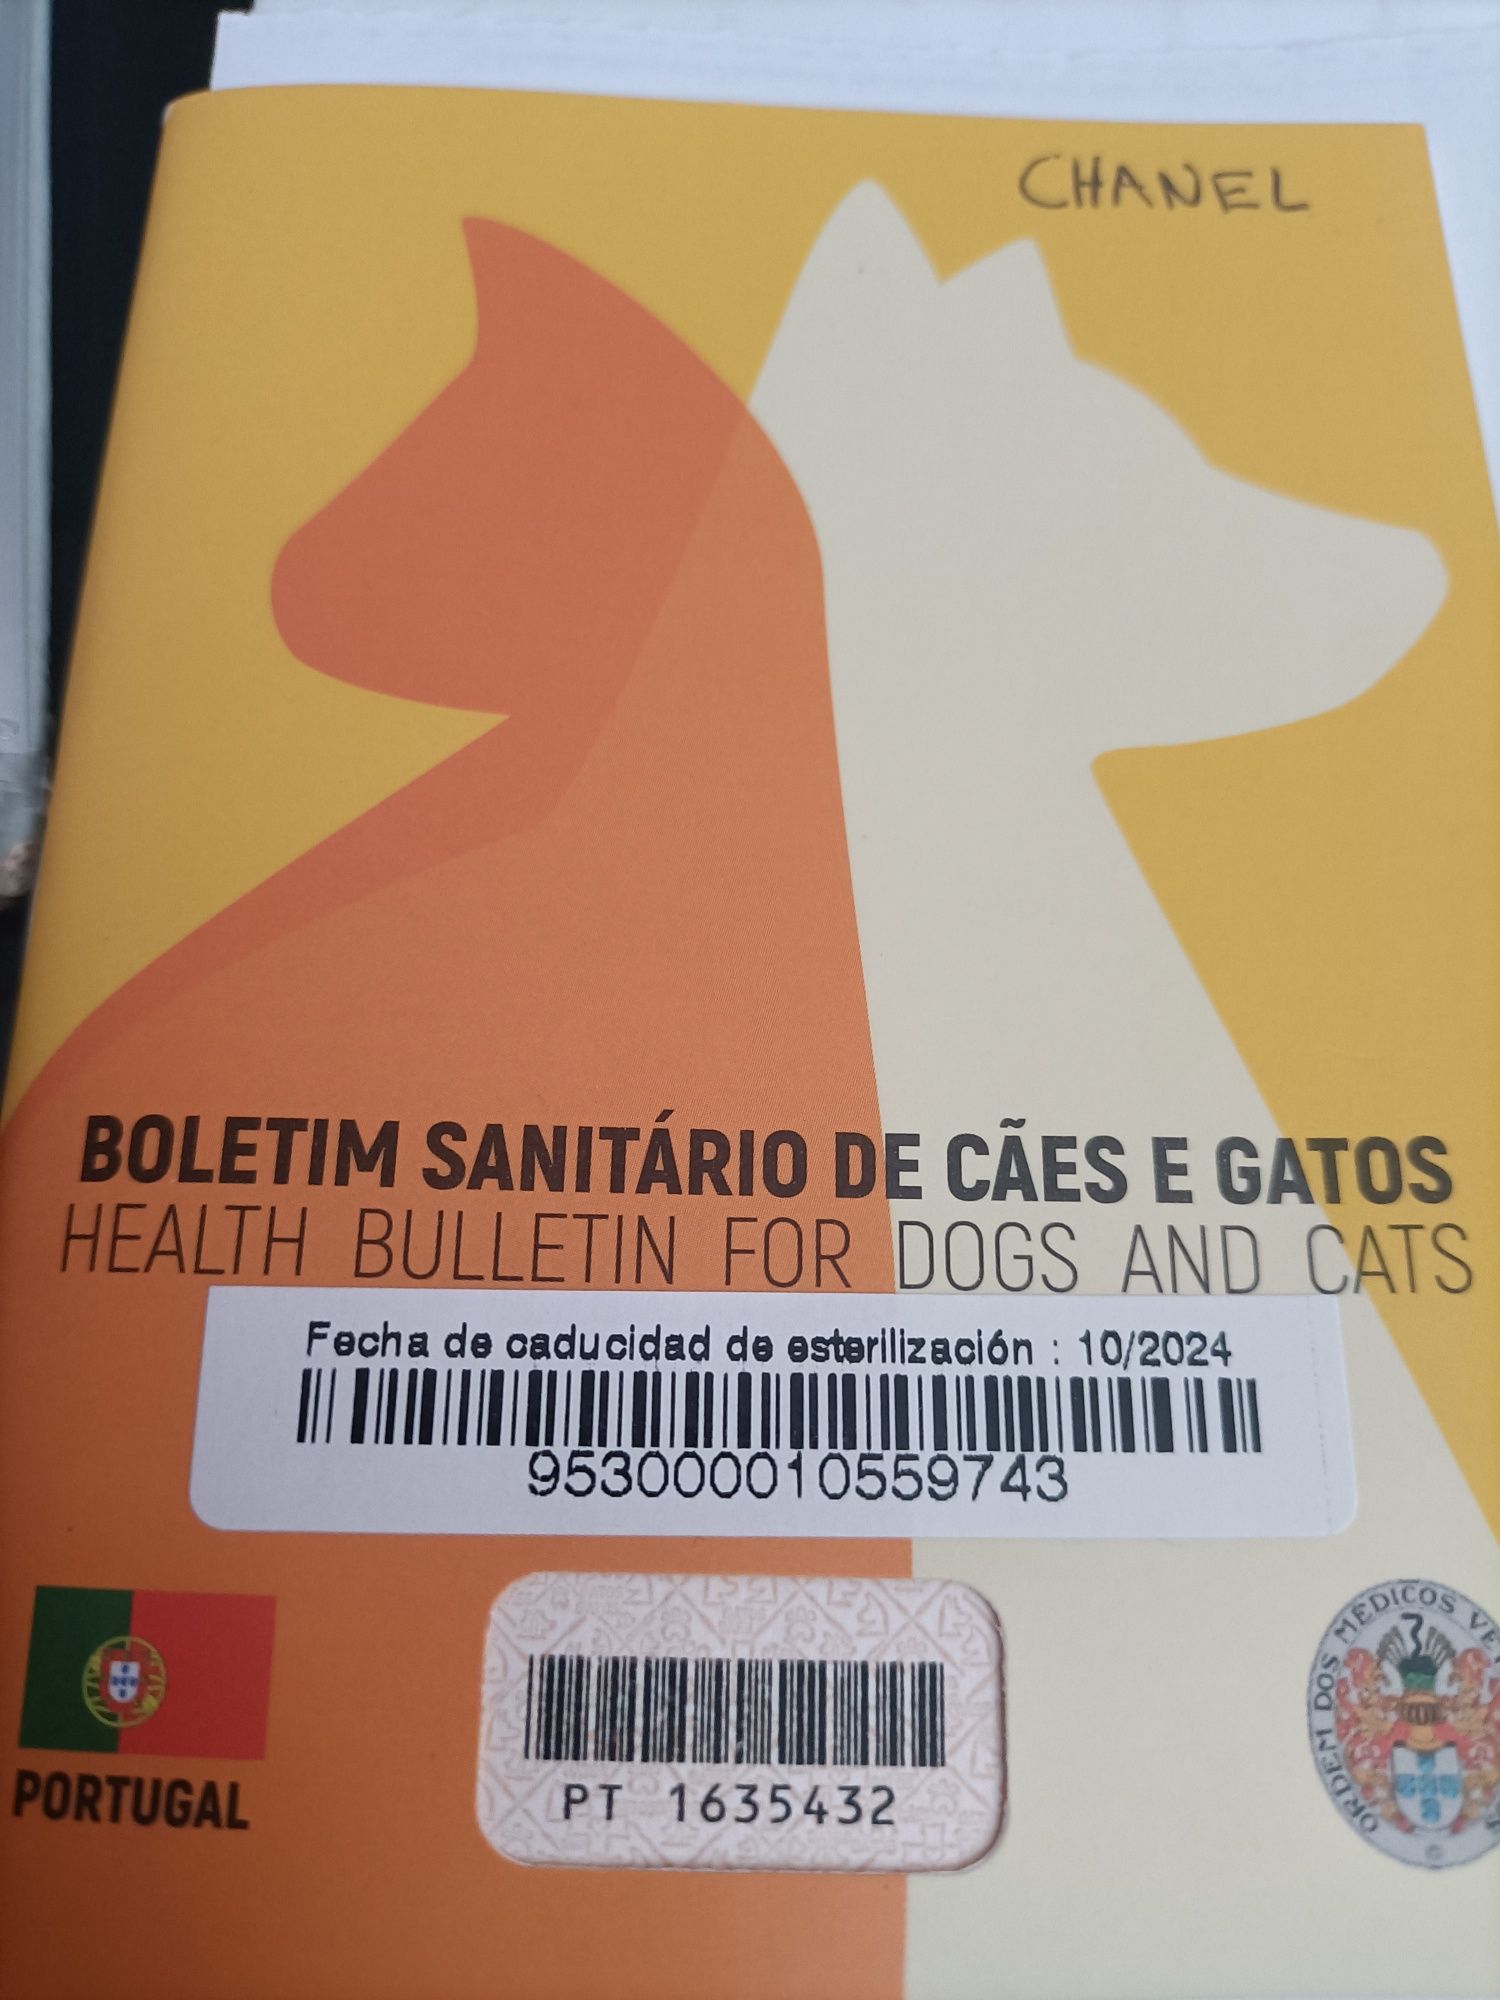 CHANEL
BOLETIM SANITÁRIO DE CÃES E GATOS
HEALTH BULLETIN FOR DOGS AND CATS
Fecha de caducidad de esterilización : 10/2024
953000010559743
PORTUGAL
PT 1635432
ORDEM DOS MÉDICOS